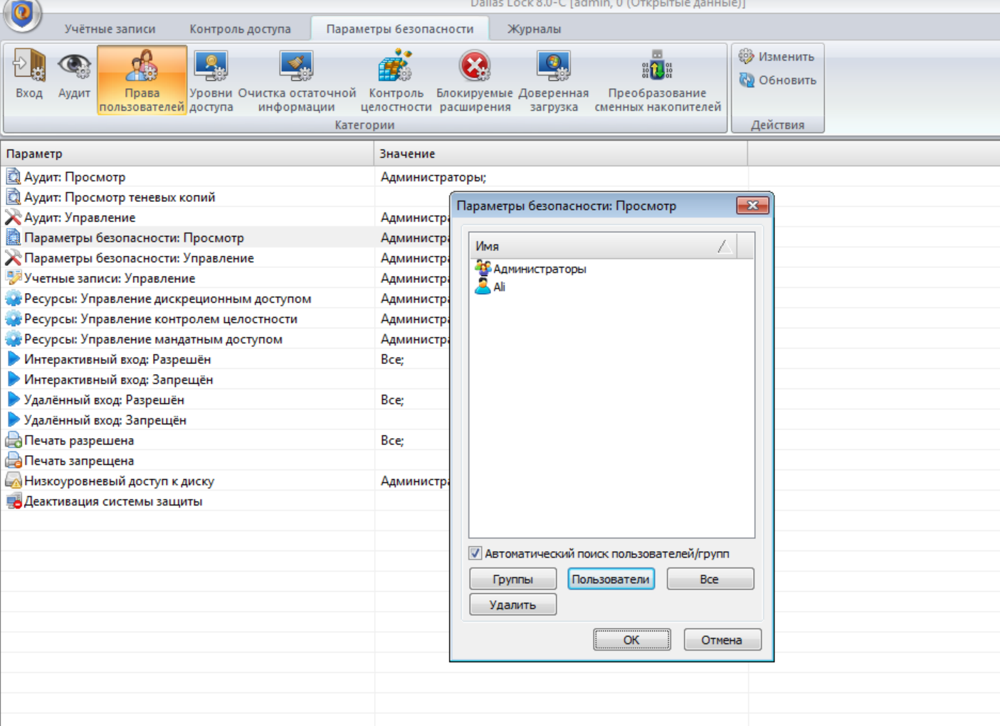 Dallas Lock 8.0-C [admin, 0 (Открытые данные)]
Учётные записи
Контроль доступа
Параметры безопасности
Журналы
Вход
Аудит
Права пользователей
Уровни доступа
Очистка остаточной информации
Контроль целостности
Блокируемые расширения
Доверенная загрузка
Преобразование сменных накопителей
Категории
Изменить
Обновить
Действия
Параметр
Значение
Аудит: Просмотр
Администраторы;
Аудит: Просмотр теневых копий
Аудит: Управление
Администра
Параметры безопасности: Просмотр
Администра
Параметры безопасности: Управление
Администра
Учетные записи: Управление
Администра
Ресурсы: Управление дискреционным доступом
Администра
Ресурсы: Управление контролем целостности
Администра
Ресурсы: Управление мандатным доступом
Администра
Интерактивный вход: Разрешён
Все;
Интерактивный вход: Запрещён
Удалённый вход: Разрешён
Все;
Удалённый вход: Запрещён
Печать разрешена
Все;
Печать запрещена
Низкоуровневый доступ к диску
Администра
Деактивация системы защиты
Параметры безопасности: Просмотр
Имя
Администраторы
Ali
Автоматический поиск пользователей/групп
Группы
Пользователи
Все
Удалить
OK
Отмена